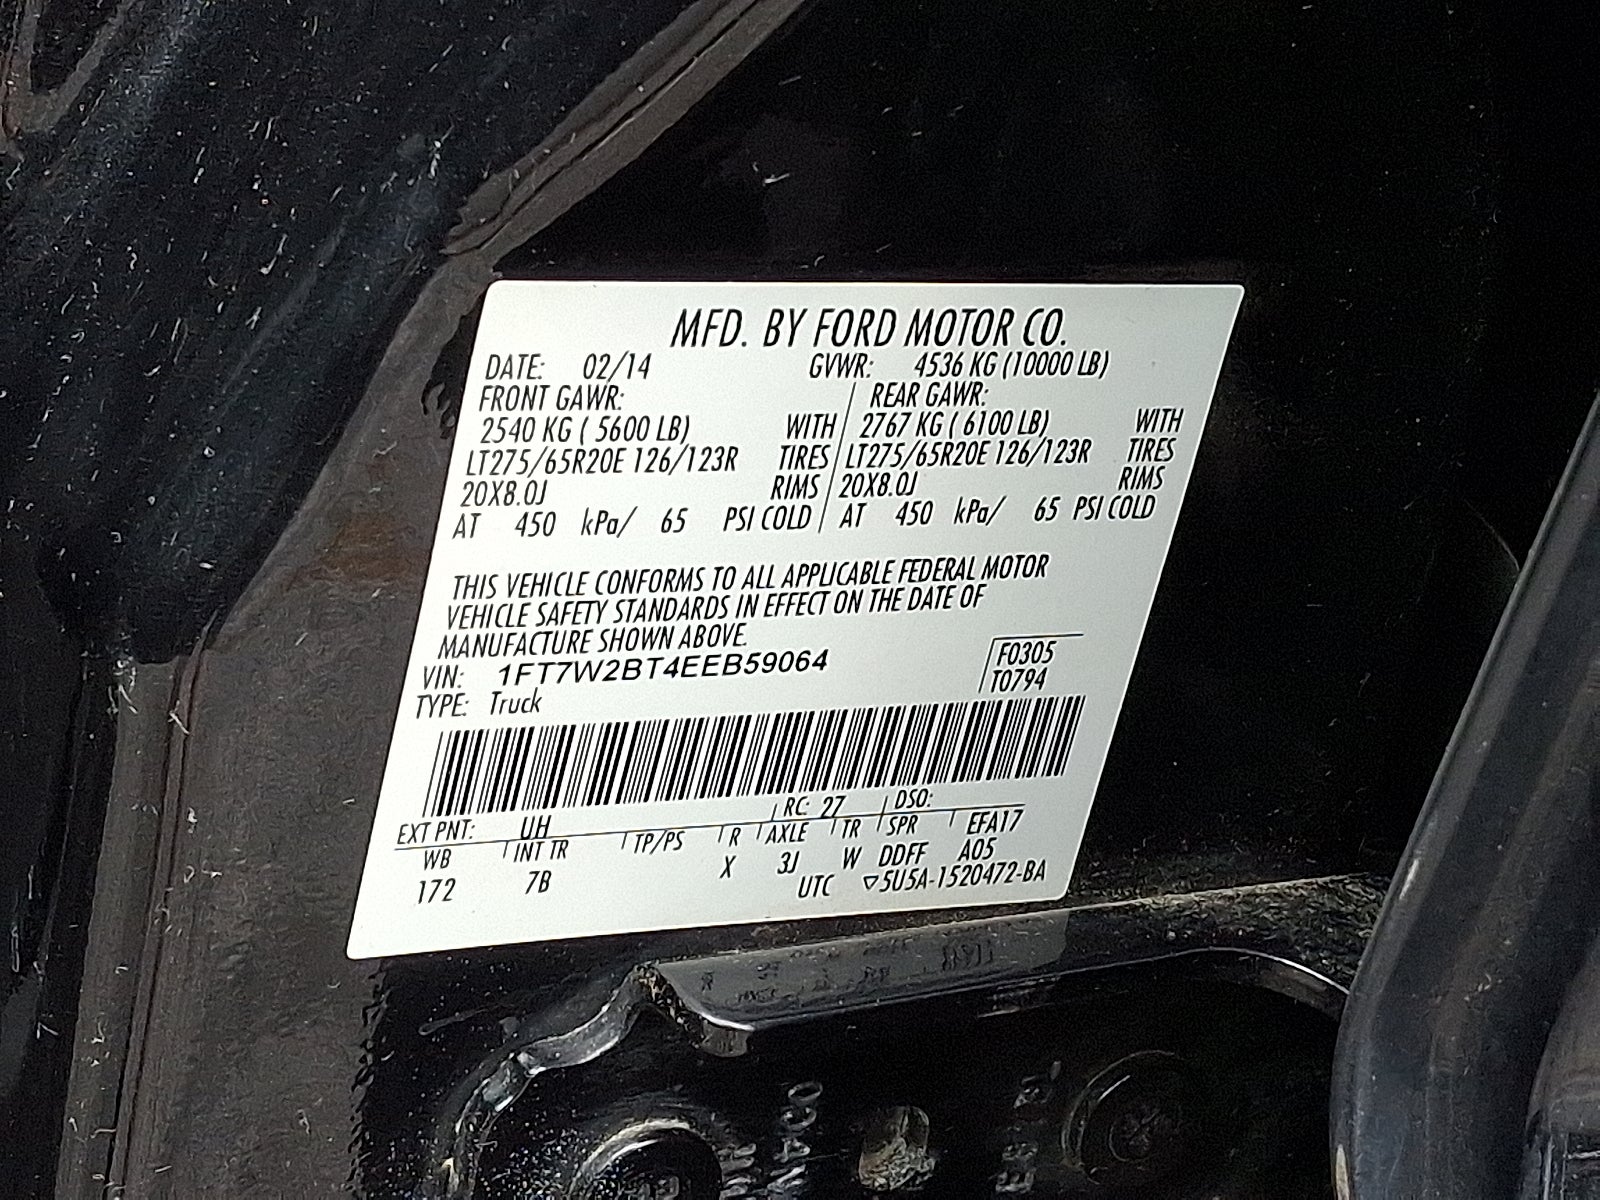 MFD. BY FORD MOTOR CO.
DATE: 02/14 GVWR: 4536 KG (10000 LB)
FRONT GAWR: REAR GAWR:
2540 KG ( 5600 LB) WITH 2767 KG ( 6100 LB) WITH
LT275/65R20E 126/123R TIRES LT275/65R20E 126/123R TIRES
20X8.0J RIMS 20X8.0J RIMS
AT 450 kPa/ 65 PSI COLD AT 450 kPa/ 65 PSI COLD
THIS VEHICLE CONFORMS TO ALL APPLICABLE FEDERAL MOTOR
VEHICLE SAFETY STANDARDS IN EFFECT ON THE DATE OF
MANUFACTURE SHOWN ABOVE.
VIN: 1FT7W2BT4EEB59064 F0305
TYPE: Truck T0794
EXT PNT: UH RC: 27 DSO:
WB INT TR TP/PS R AXLE TR SPR EFA17
172 7B X 3J W DDFF A05
UTC ▽5U5A-1520472-BA